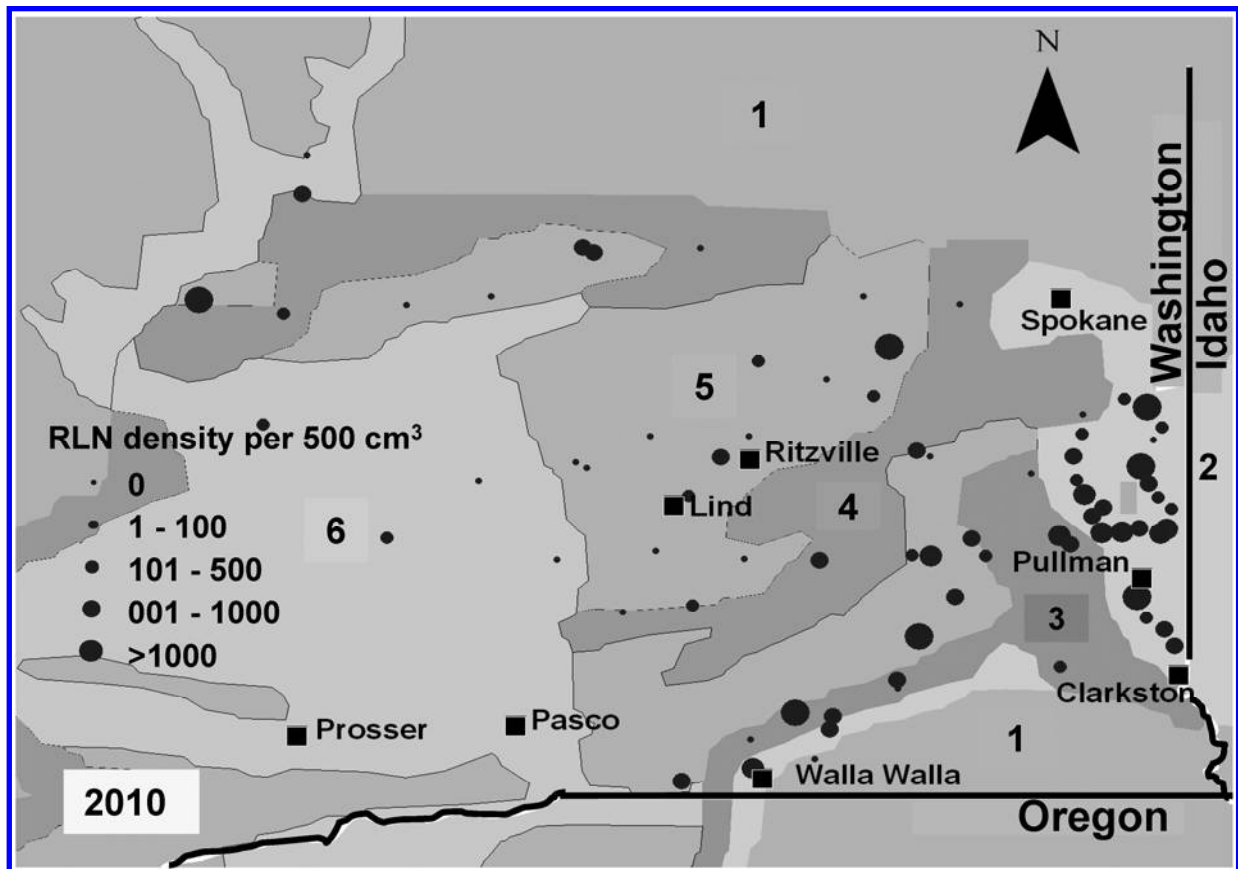 N
1
Washington
Idaho
Spokane
5
RLN density per 500 cm³
Ritzville
2
0
Lind
4
1 - 100
6
101 - 500
Pullman
001 - 1000
3
>1000
Clarkston
Prosser
Pasco
1
Walla Walla
2010
Oregon